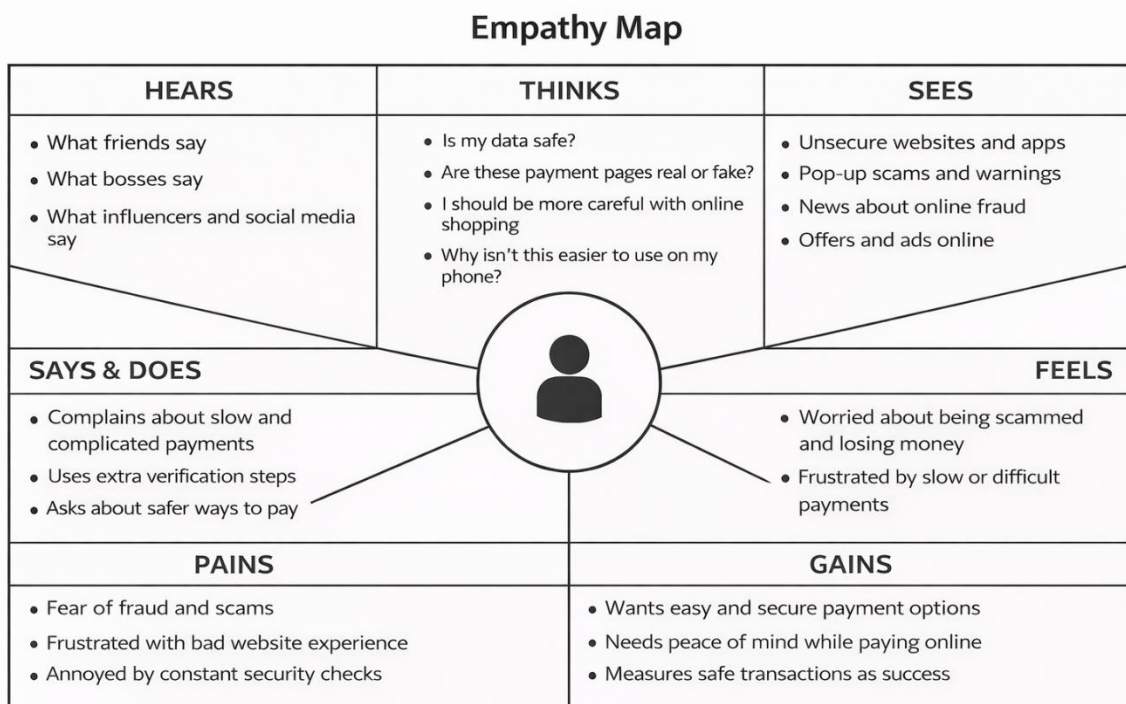 Empathy Map
HEARS
• What friends say
• What bosses say
• What influencers and social media
say
THINKS
• Is my data safe?
• Are these payment pages real or fake?
• I should be more careful with online
shopping
• Why isn't this easier to use on my
phone?
SEES
• Unsecure websites and apps
• Pop-up scams and warnings
• News about online fraud
• Offers and ads online
SAYS & DOES
• Complains about slow and
complicated payments
• Uses extra verification steps
• Asks about safer ways to pay
FEELS
• Worried about being scammed
and losing money
• Frustrated by slow or difficult
payments
PAINS
• Fear of fraud and scams
• Frustrated with bad website experience
• Annoyed by constant security checks
GAINS
• Wants easy and secure payment options
• Needs peace of mind while paying online
• Measures safe transactions as success